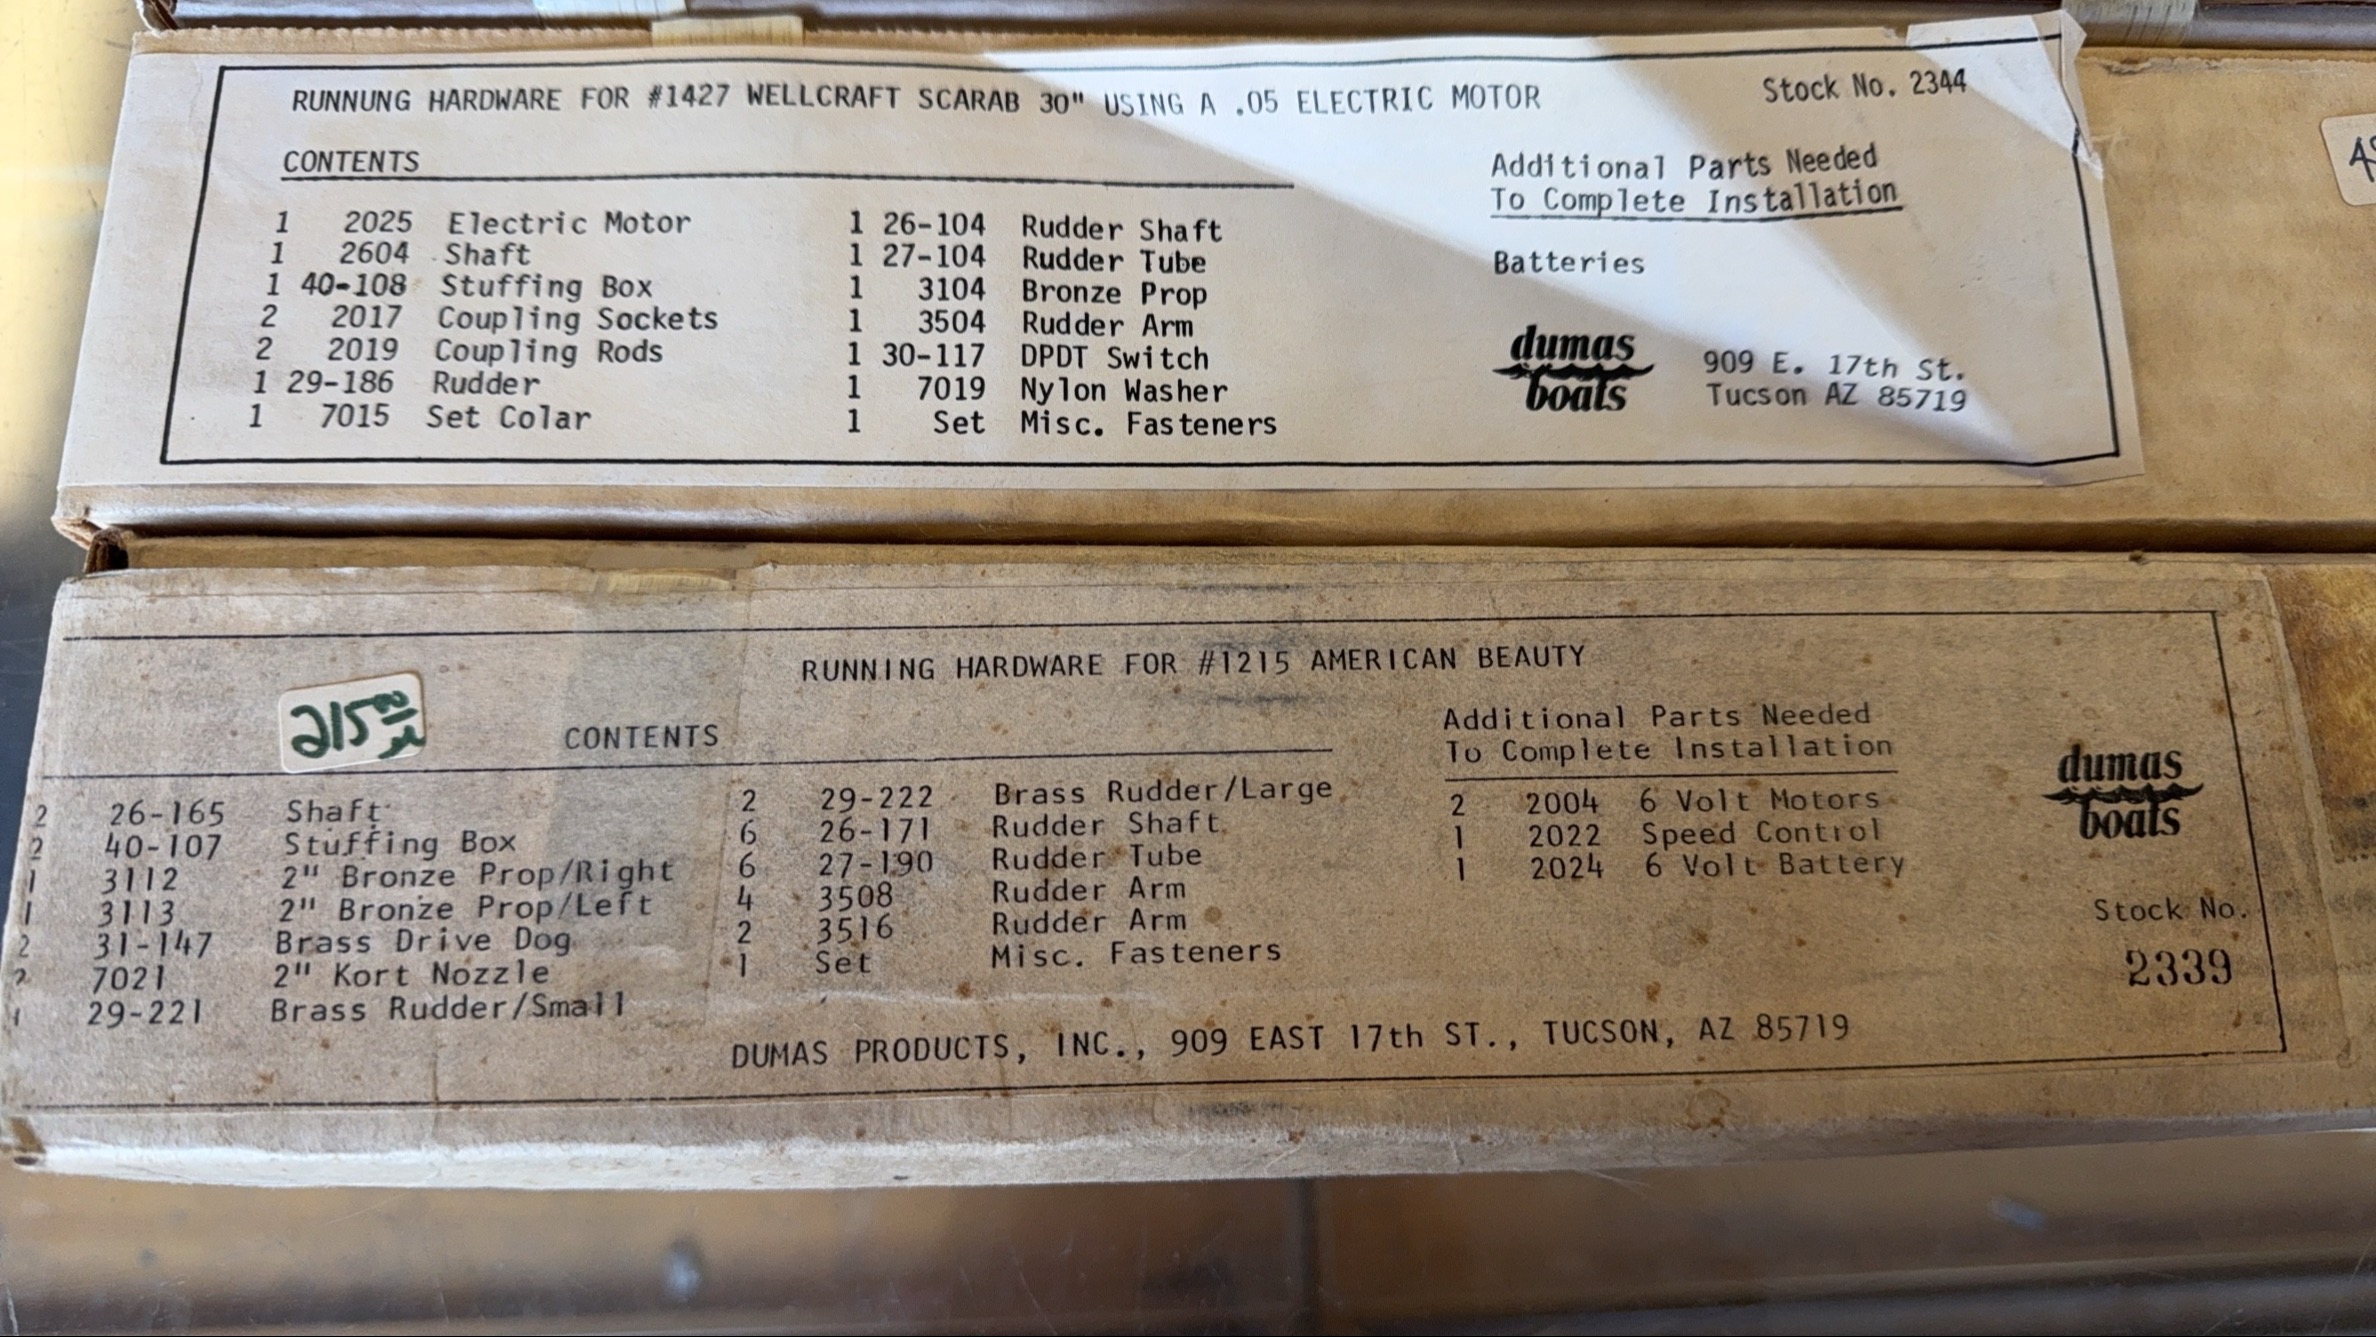 RUNNUNG HARDWARE FOR #1427 WELLCRAFT SCARAB 30" USING A .05 ELECTRIC MOTOR
Stock No. 2344
CONTENTS
1 2025 Electric Motor
1 2604 Shaft
1 40-108 Stuffing Box
2 2017 Coupling Sockets
2 2019 Coupling Rods
1 29-186 Rudder
1 7015 Set Colar
1 26-104 Rudder Shaft
1 27-104 Rudder Tube
1 3104 Bronze Prop
1 3504 Rudder Arm
1 30-117 DPDT Switch
1 7019 Nylon Washer
1 Set Misc. Fasteners
Additional Parts Needed
To Complete Installation
Batteries
dumas
boats
909 E. 17th St.
Tucson AZ 85719
RUNNING HARDWARE FOR #1215 AMERICAN BEAUTY
215
CONTENTS
2 26-165 Shaft
2 40-107 Stuffing Box
1 3112 2" Bronze Prop/Right
1 3113 2" Bronze Prop/Left
2 31-147 Brass Drive Dog
2 7021 2" Kort Nozzle
29-221 Brass Rudder/Small
2 29-222 Brass Rudder/Large
6 26-171 Rudder Shaft
6 27-190 Rudder Tube
4 3508 Rudder Arm
2 3516 Rudder Arm
1 Set Misc. Fasteners
Additional Parts Needed
To Complete Installation
2 2004 6 Volt Motors
1 2022 Speed Control
1 2024 6 Volt Battery
dumas
boats
Stock No.
2339
DUMAS PRODUCTS, INC., 909 EAST 17th ST., TUCSON, AZ 85719